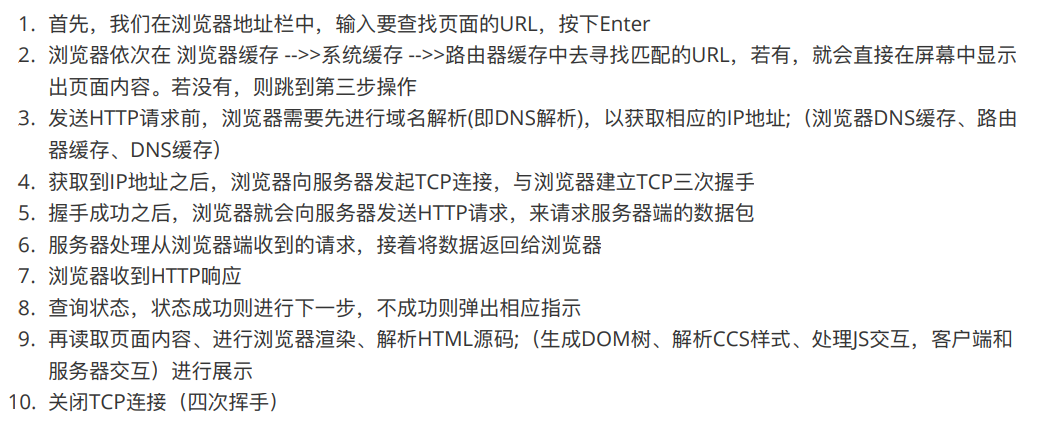 1. 首先，我们在浏览器地址栏中，输入要查找页面的URL，按下Enter
2. 浏览器依次在 浏览器缓存 -->>系统缓存 -->>路由器缓存中去寻找匹配的URL，若有，就会直接在屏幕中显示
出页面内容。若没有，则跳到第三步操作
3. 发送HTTP请求前，浏览器需要先进行域名解析(即DNS解析)，以获取相应的IP地址;（浏览器DNS缓存、路由
器缓存、DNS缓存）
4. 获取到IP地址之后，浏览器向服务器发起TCP连接，与浏览器建立TCP三次握手
5. 握手成功之后，浏览器就会向服务器发送HTTP请求，来请求服务器端的数据包
6. 服务器处理从浏览器端收到的请求，接着将数据返回给浏览器
7. 浏览器收到HTTP响应
8. 查询状态，状态成功则进行下一步，不成功则弹出相应指示
9. 再读取页面内容、进行浏览器渲染、解析HTML源码;（生成DOM树、解析CCS样式、处理JS交互，客户端和
服务器交互）进行展示
10. 关闭TCP连接（四次挥手）